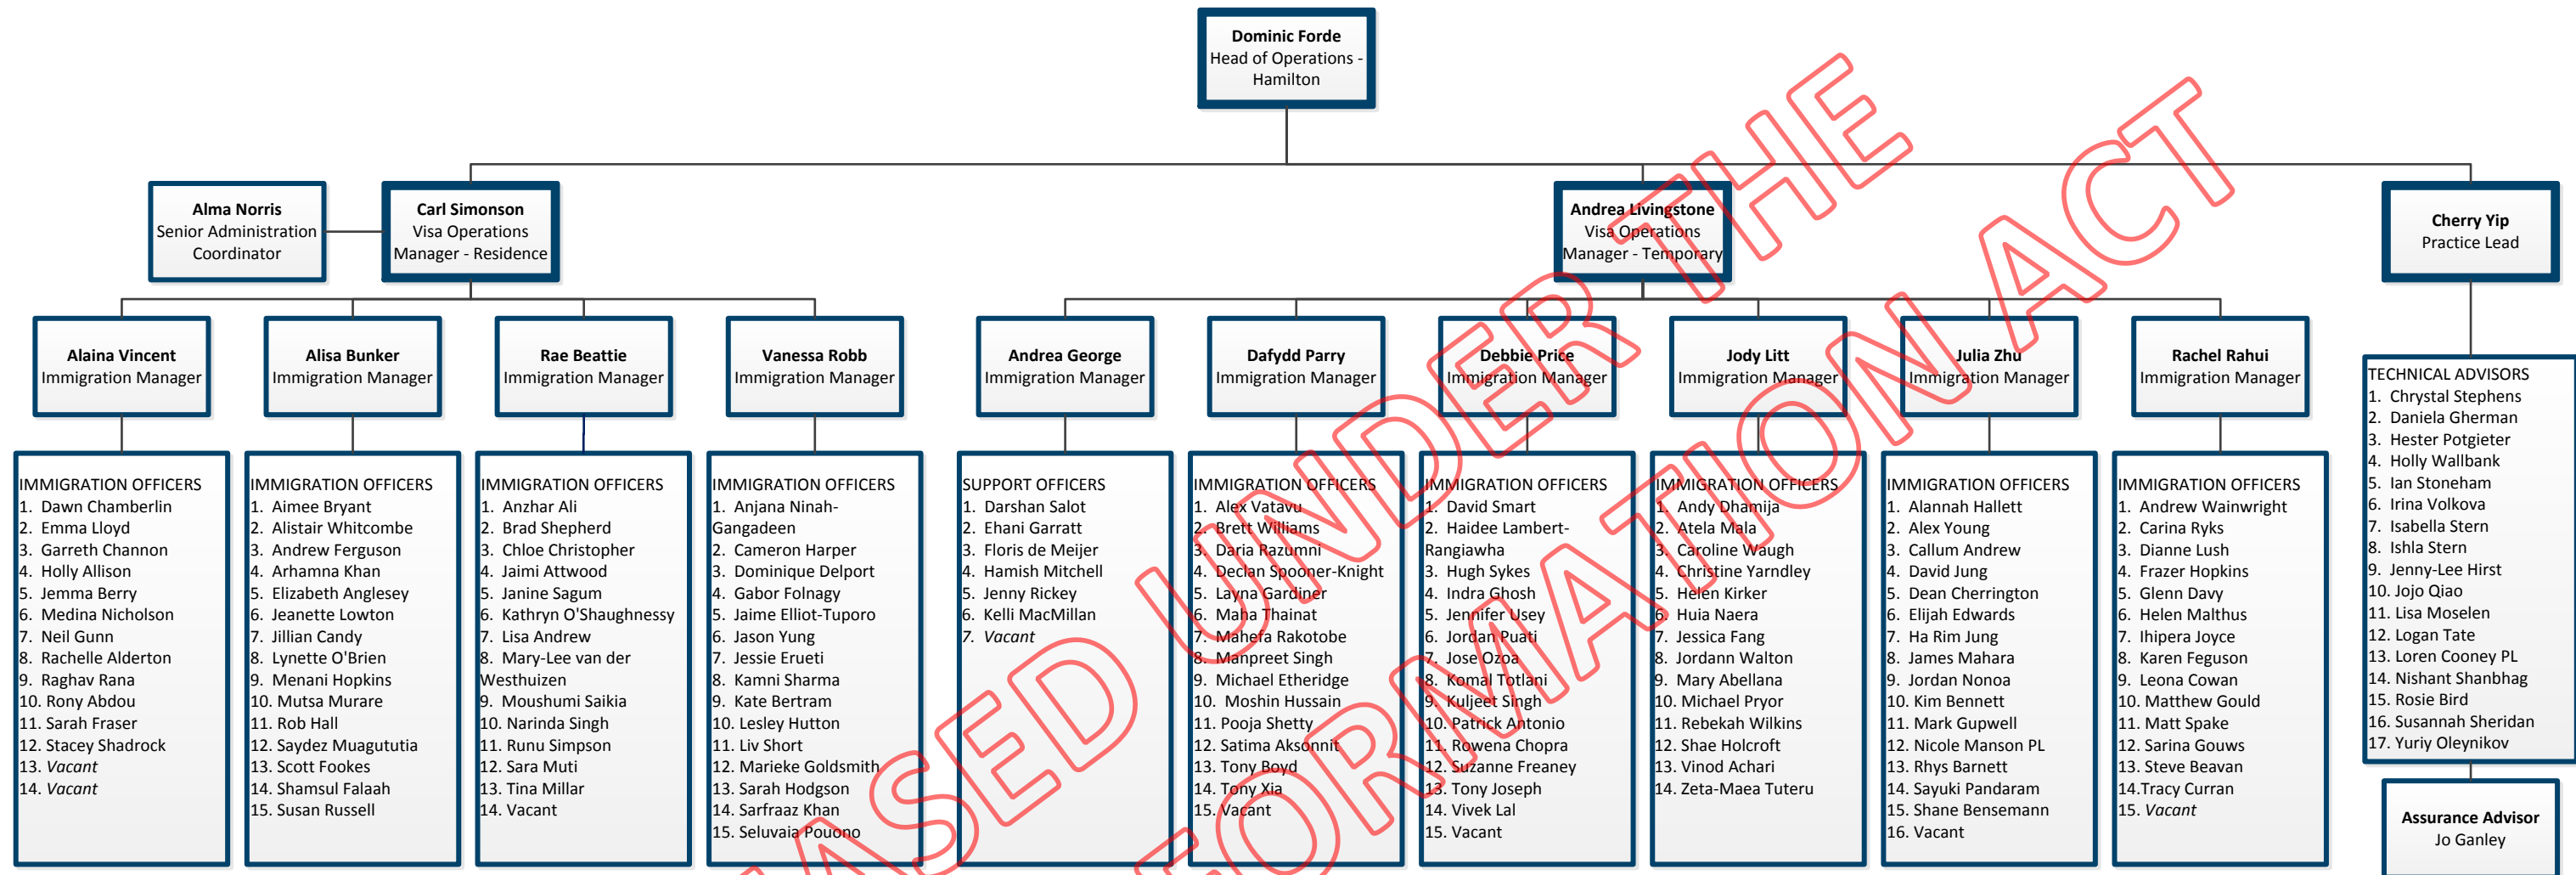 Dominic Forde
Head of Operations -
Hamilton
Alma Norris
Senior Administration
Coordinator
Carl Simonson
Visa Operations
Manager - Residence
Andrea Livingstone
Visa Operations
Manager - Temporary
Cherry Yip
Practice Lead
Alaina Vincent
Immigration Manager
Alisa Bunker
Immigration Manager
Rae Beattie
Immigration Manager
Vanessa Robb
Immigration Manager
Andrea George
Immigration Manager
Dafydd Parry
Immigration Manager
Debbie Price
Immigration Manager
Jody Litt
Immigration Manager
Julia Zhu
Immigration Manager
Rachel Rahui
Immigration Manager
IMMIGRATION OFFICERS
1. Dawn Chamberlin
2. Emma Lloyd
3. Garreth Channon
4. Holly Allison
5. Jemma Berry
6. Medina Nicholson
7. Neil Gunn
8. Rachelle Alderton
9. Raghav Rana
10. Rony Abdou
11. Sarah Fraser
12. Stacey Shadrock
13. Vacant
14. Vacant
IMMIGRATION OFFICERS
1. Aimee Bryant
2. Alistair Whitcombe
3. Andrew Ferguson
4. Arhamna Khan
5. Elizabeth Anglesey
6. Jeanette Lowton
7. Jillian Candy
8. Lynette O'Brien
9. Menani Hopkins
10. Mutsa Murare
11. Rob Hall
12. Saydez Muagututia
13. Scott Fookes
14. Shamsul Falaah
15. Susan Russell
IMMIGRATION OFFICERS
1. Anzhar Ali
2. Brad Shepherd
3. Chloe Christopher
4. Jaimi Attwood
5. Janine Sagum
6. Kathryn O'Shaughnessy
7. Lisa Andrew
8. Mary-Lee van der
Westhuizen
9. Moushumi Saikia
10. Narinda Singh
11. Runu Simpson
12. Sara Muti
13. Tina Millar
14. Vacant
IMMIGRATION OFFICERS
1. Anjana Ninah-
Gangadeen
2. Cameron Harper
3. Dominique Delport
4. Gabor Folnagy
5. Jaime Elliot-Tuporo
6. Jason Yung
7. Jessie Erueti
8. Kamni Sharma
9. Kate Bertram
10. Lesley Hutton
11. Liv Short
12. Marieke Goldsmith
13. Sarah Hodgson
14. Sarfraaz Khan
15. Seluvaia Pouono
SUPPORT OFFICERS
1. Darshan Salot
2. Ehani Garratt
3. Floris de Meijer
4. Hamish Mitchell
5. Jenny Rickey
6. Kelli MacMillan
7. Vacant
IMMIGRATION OFFICERS
1. Alex Vatavu
2. Brett Williams
3. Daria Razumni
4. Declan Spooner-Knight
5. Layna Gardiner
6. Maha Thainat
7. Mahefa Rakotobe
8. Manpreet Singh
9. Michael Etheridge
10. Moshin Hussain
11. Pooja Shetty
12. Satima Aksonnit
13. Tony Boyd
14. Tony Xia
15. Vacant
IMMIGRATION OFFICERS
1. David Smart
2. Haidee Lambert-
Rangiawha
3. Hugh Sykes
4. Indra Ghosh
5. Jennifer Usey
6. Jordan Puati
7. Jose Ozoa
8. Komal Totlani
9. Kuljeet Singh
10. Patrick Antonio
11. Rowena Chopra
12. Suzanne Freaney
13. Tony Joseph
14. Vivek Lal
15. Vacant
IMMIGRATION OFFICERS
1. Andy Dhamija
2. Atela Mala
3. Caroline Waugh
4. Christine Yarndley
5. Helen Kirker
6. Huia Naera
7. Jessica Fang
8. Jordann Walton
9. Mary Abellana
10. Michael Pryor
11. Rebekah Wilkins
12. Shae Holcroft
13. Vinod Achari
14. Zeta-Maea Tuteru
IMMIGRATION OFFICERS
1. Alannah Hallett
2. Alex Young
3. Callum Andrew
4. David Jung
5. Dean Cherrington
6. Elijah Edwards
7. Ha Rim Jung
8. James Mahara
9. Jordan Nonoa
10. Kim Bennett
11. Mark Gupwell
12. Nicole Manson PL
13. Rhys Barnett
14. Sayuki Pandaram
15. Shane Bensemann
16. Vacant
IMMIGRATION OFFICERS
1. Andrew Wainwright
2. Carina Ryks
3. Dianne Lush
4. Frazer Hopkins
5. Glenn Davy
6. Helen Malthus
7. Ihipera Joyce
8. Karen Feguson
9. Leona Cowan
10. Matthew Gould
11. Matt Spake
12. Sarina Gouws
13. Steve Beavan
14.Tracy Curran
15. Vacant
TECHNICAL ADVISORS
1. Chrystal Stephens
2. Daniela Gherman
3. Hester Potgieter
4. Holly Wallbank
5. Ian Stoneham
6. Irina Volkova
7. Isabella Stern
8. Ishla Stern
9. Jenny-Lee Hirst
10. Jojo Qiao
11. Lisa Moselen
12. Logan Tate
13. Loren Cooney PL
14. Nishant Shanbhag
15. Rosie Bird
16. Susannah Sheridan
17. Yuriy Oleynikov
Assurance Advisor
Jo Ganley
ASED UNDER THE
FORMATION ACT